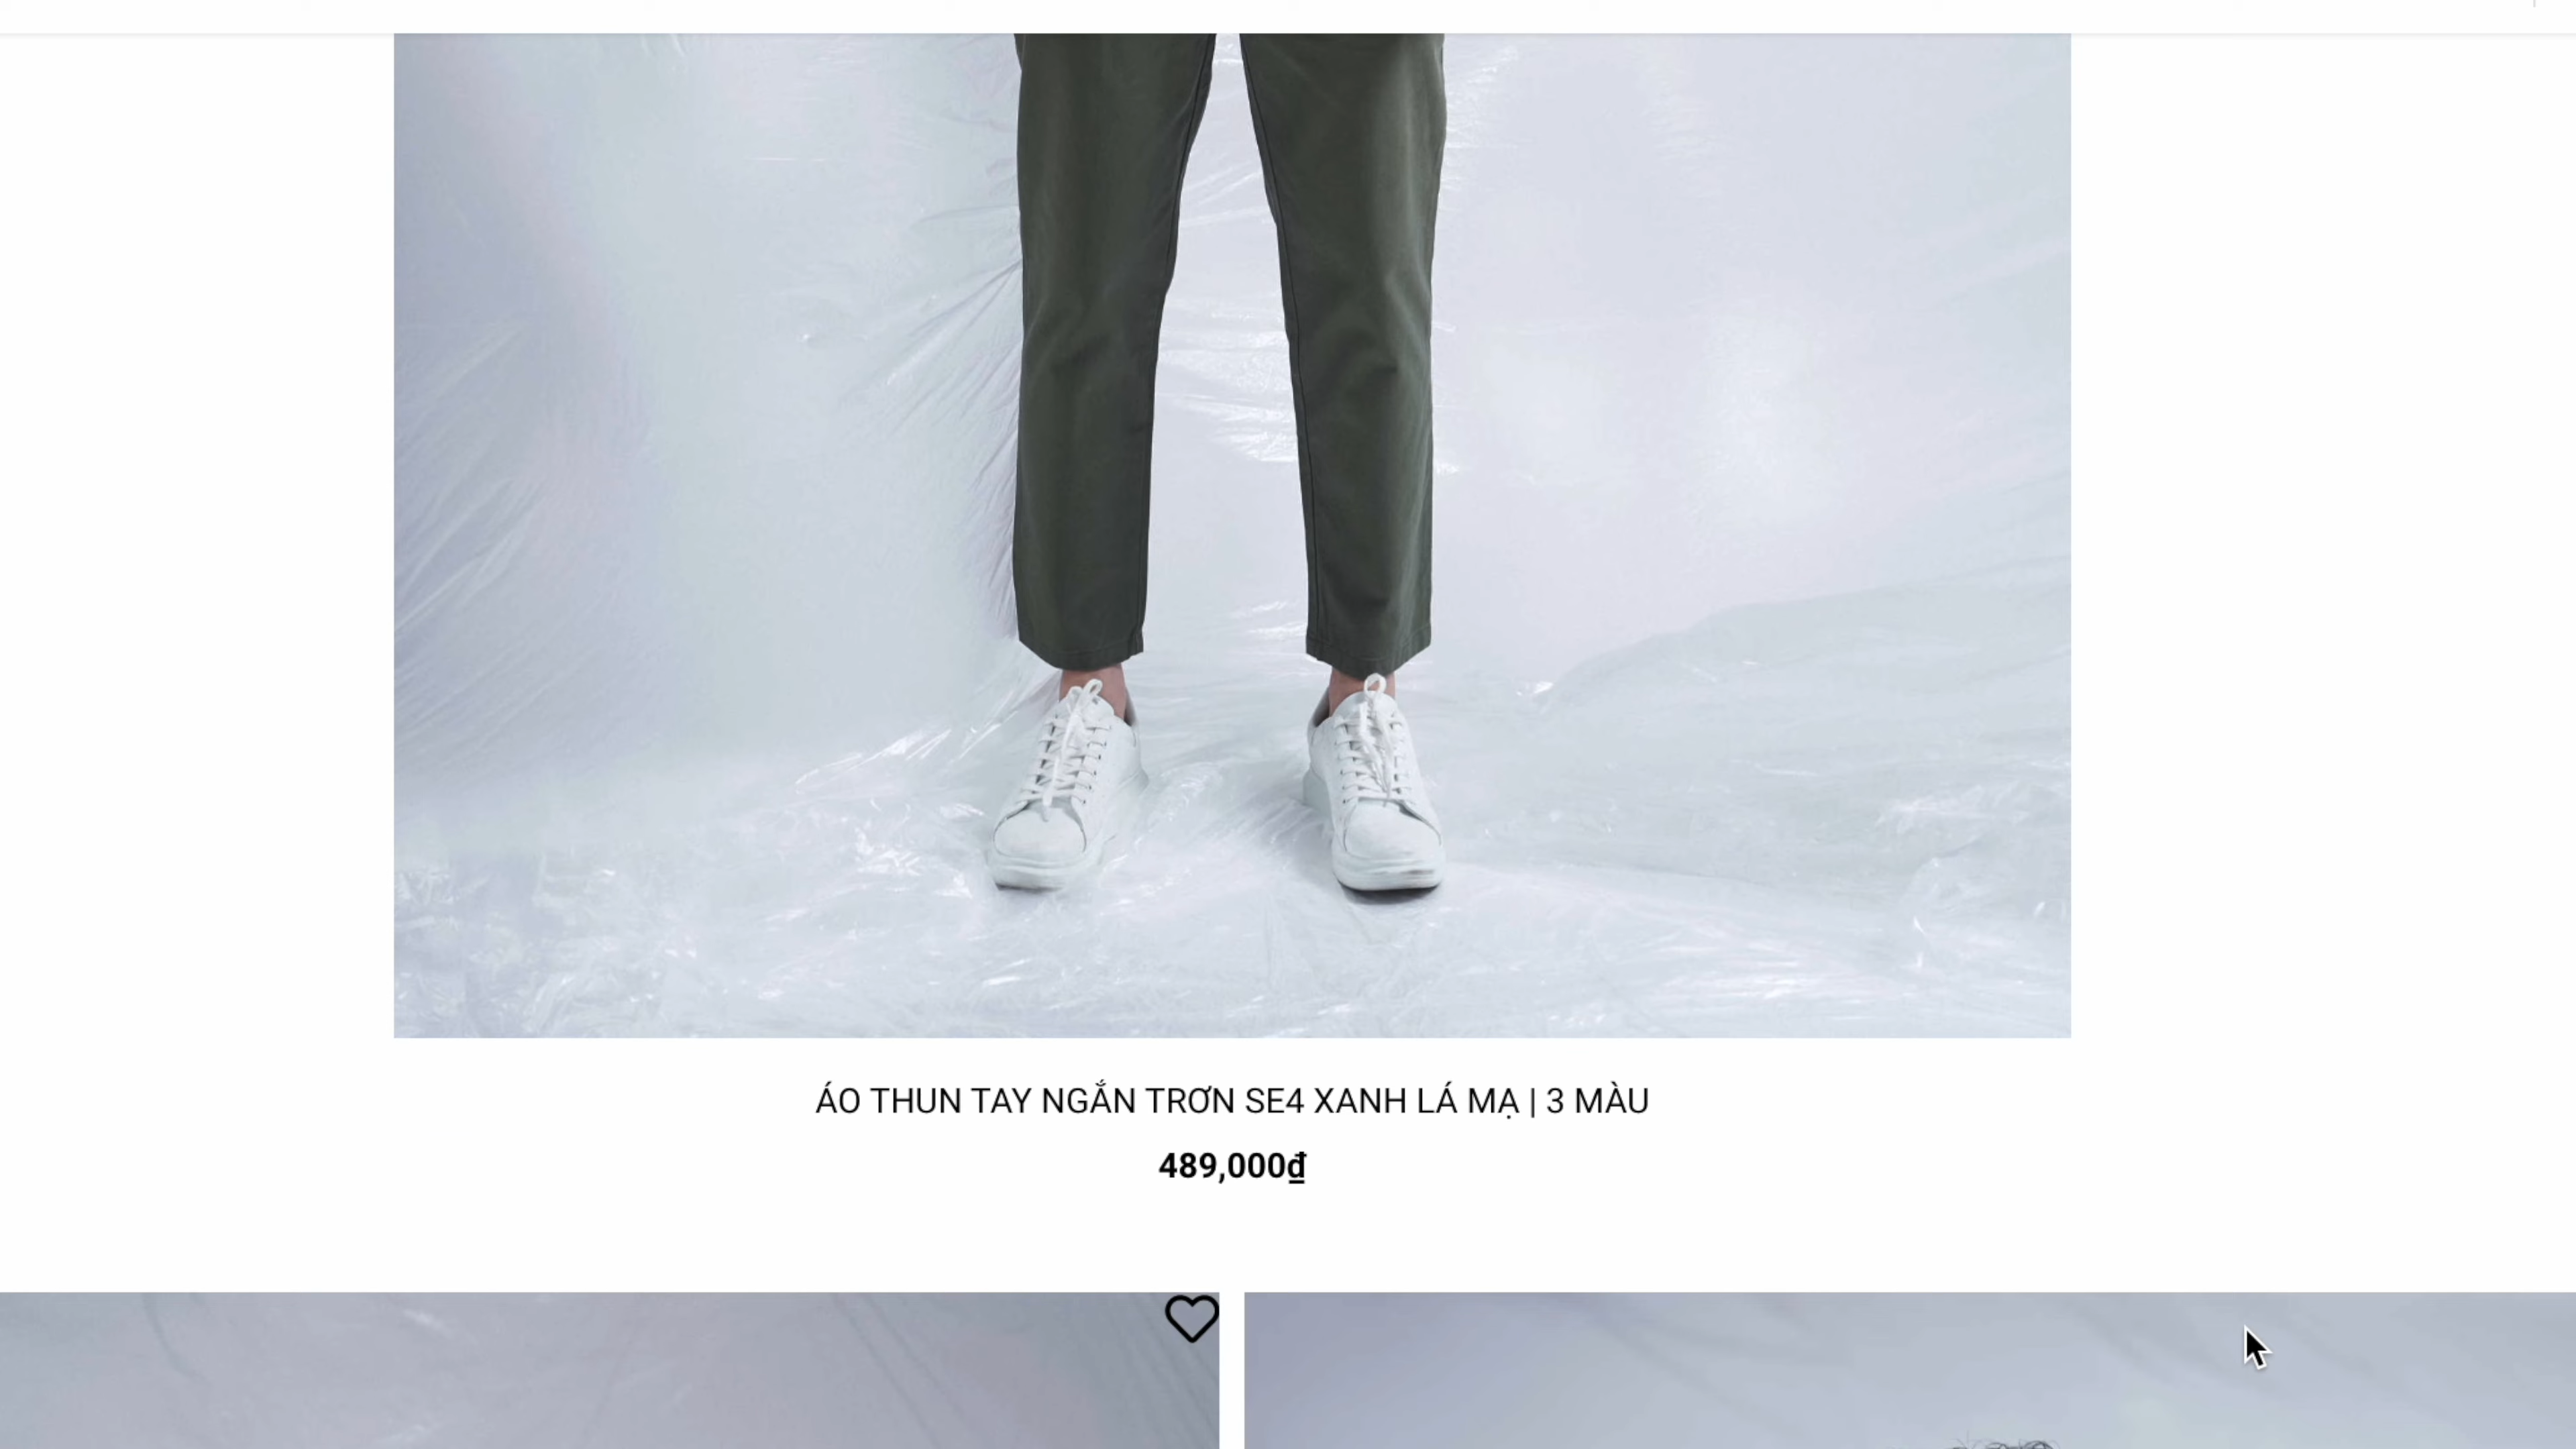 ÁO THUN TAY NGẮN TRƠN SE4 XANH LÁ MẠ | 3 MÀU
489,000₫